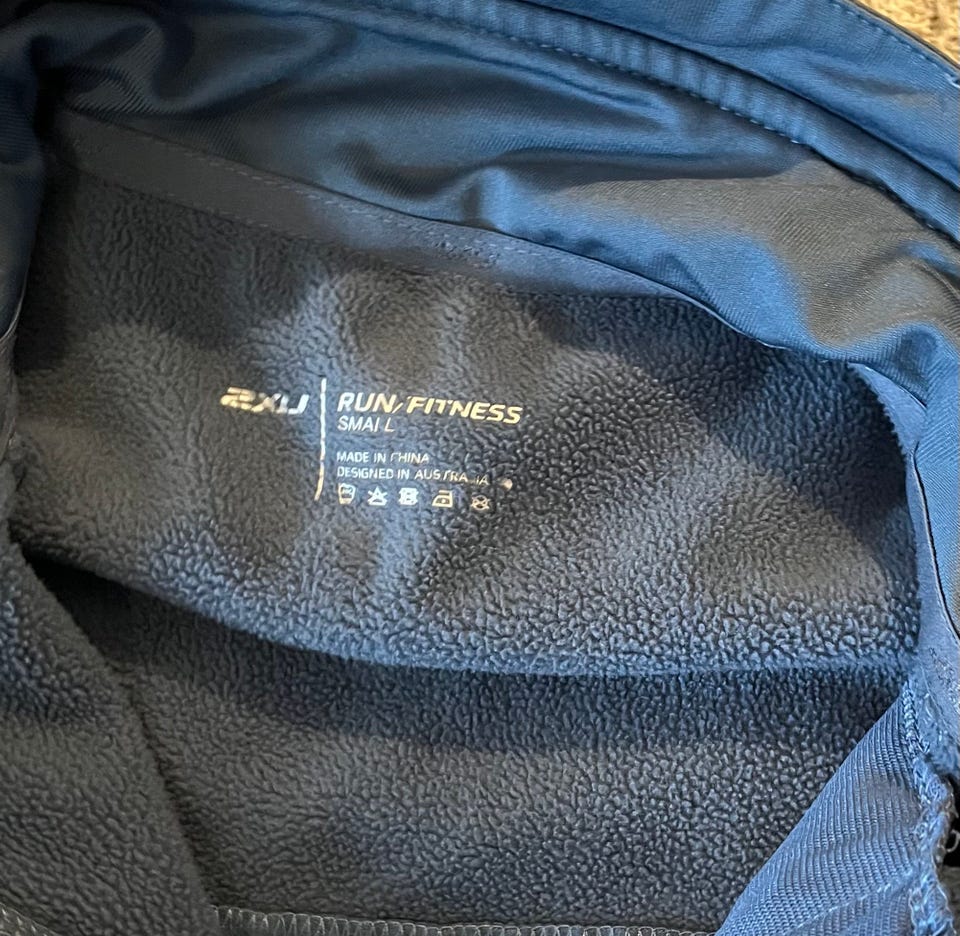 2XU
RUN/FITNESS
SMALL
MADE IN CHINA
DESIGNED IN AUSTRALIA